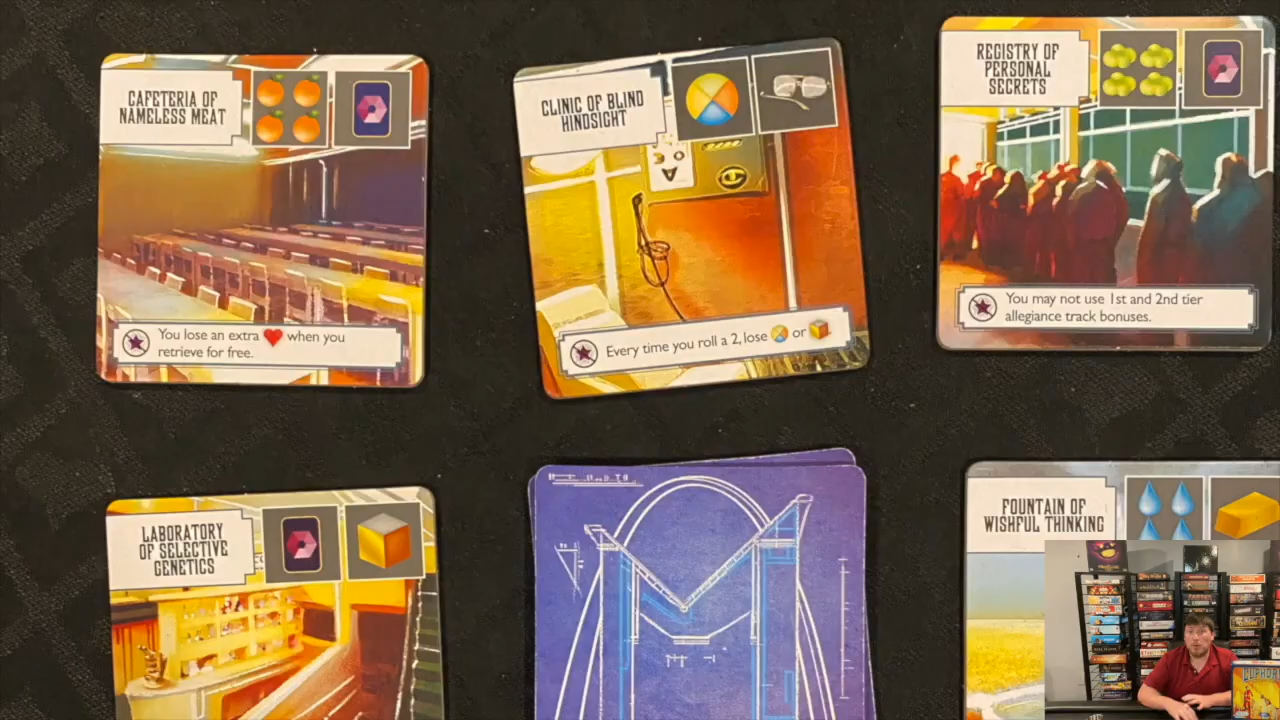 CAFETERIA OF
NAMELESS MEAT
You lose an extra when you
retrieve for free.
CLINIC OF BLIND
HINDSIGHT
Every time you roll a 2, lose or
REGISTRY OF
PERSONAL
SECRETS
You may not use 1st and 2nd tier
allegiance track bonuses.
LABORATORY
OF SELECTIVE
GENETICS
FOUNTAIN OF
WISHFUL THINKING